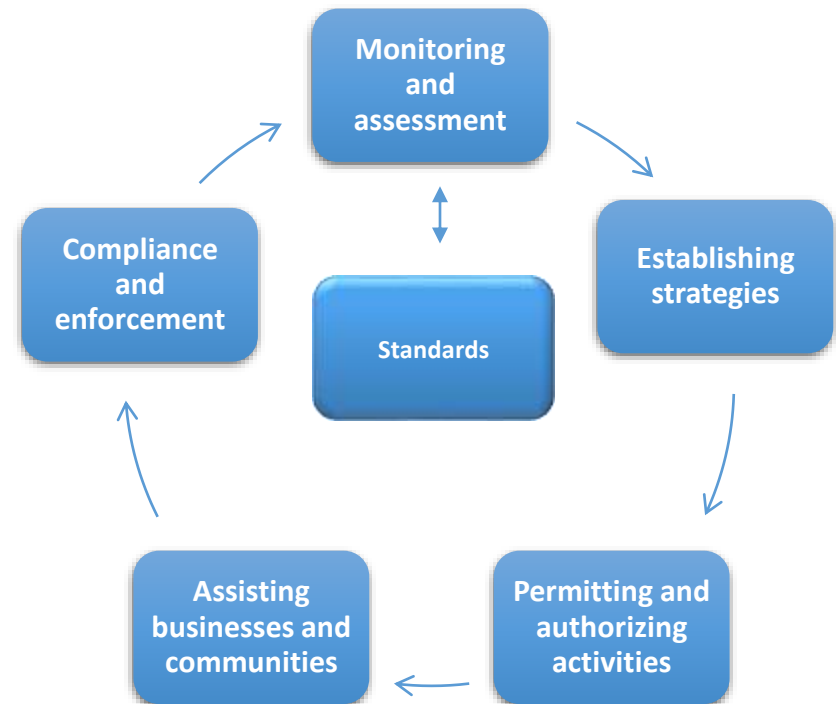 Monitoring
and
assessment
Establishing
strategies
Permitting and
authorizing
activities
Assisting
businesses and
communities
Compliance
and
enforcement
Standards